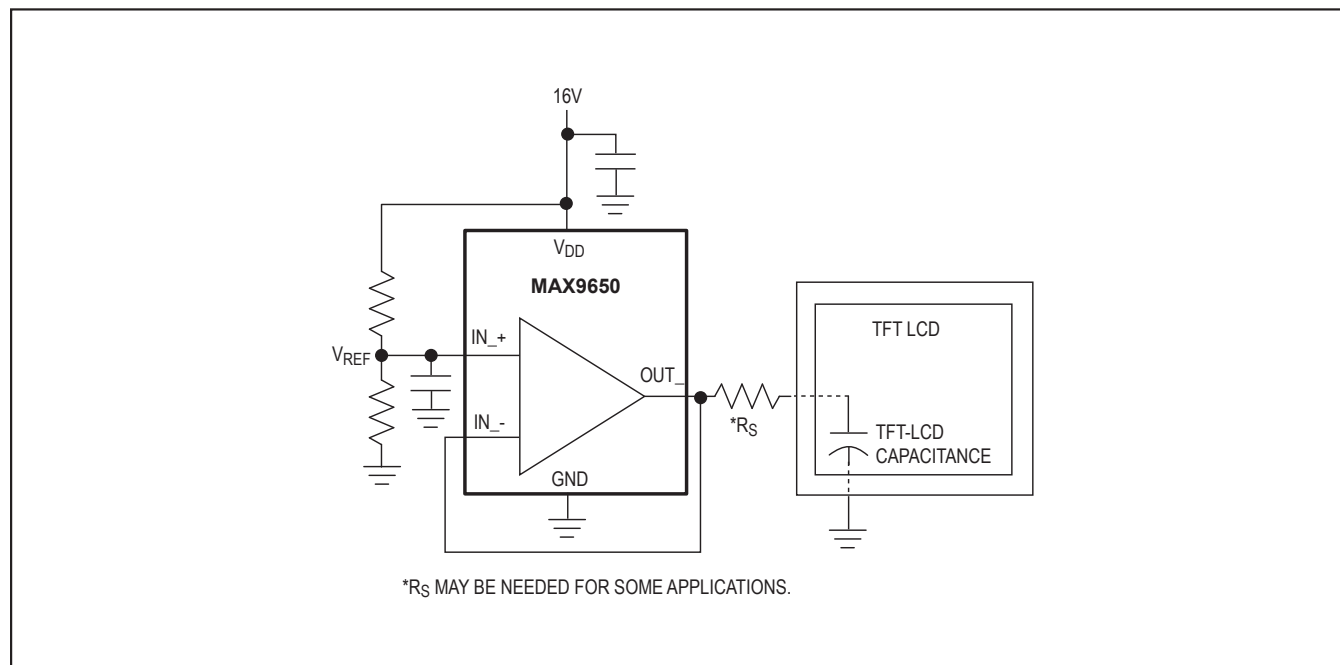 16V
VDD
MAX9650
IN_+
VREF
OUT_
IN_-
GND
*RS
TFT LCD
TFT-LCD
CAPACITANCE
*RS MAY BE NEEDED FOR SOME APPLICATIONS.